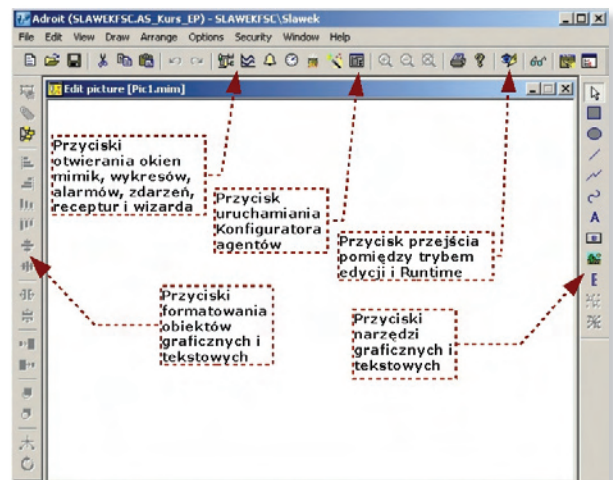 Adroit (SLAWEKFSC.AS_Kurs_EP) - SLAWEKFSC\Slawek
File Edit View Draw Arrange Options Security Window Help
Edit picture [Pic1.mim]
Przyciski
otwierania okien
mimik, wykresów,
alarmów, zdarzeń,
receptur i wizarda
Przycisk
uruchamiania
Konfiguratora
agentów
Przycisk przejścia
pomiędzy trybem
edycji i Runtime
Przyciski
formatowania
obiektów
graficznych i
tekstowych
Przyciski
narzędzi
graficznych i
tekstowych
A
E